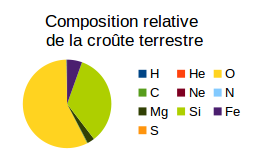 Composition relative
de la croûte terrestre
H He O
C Ne N
Mg Si Fe
S